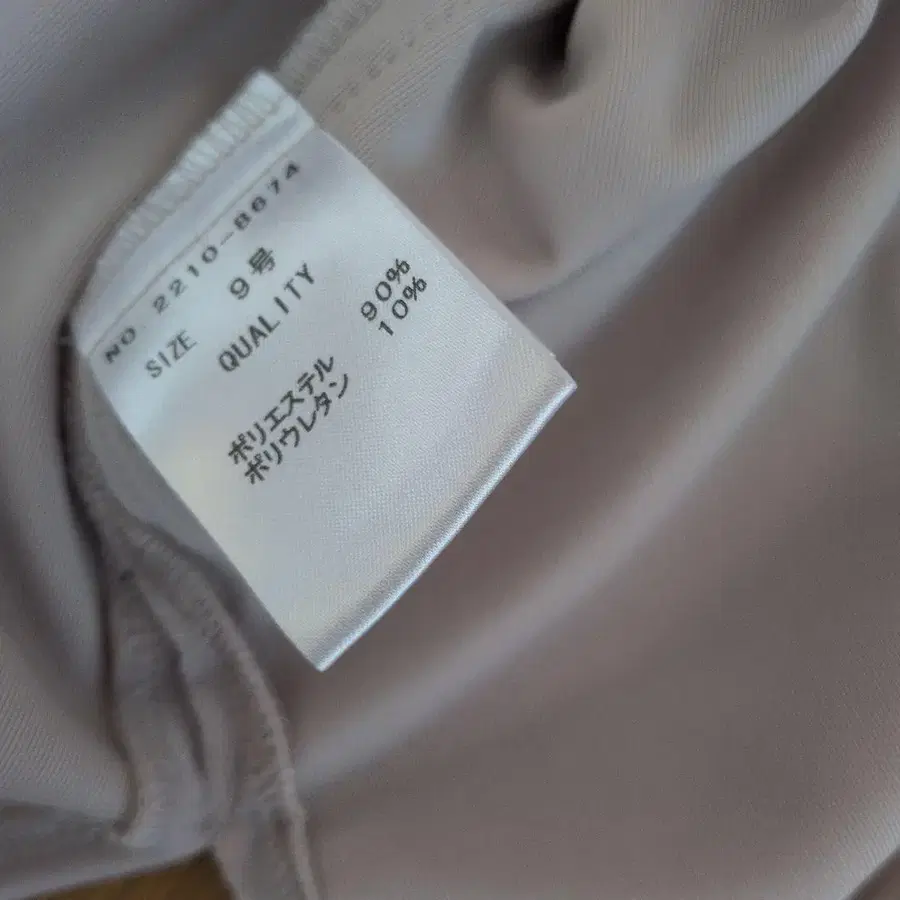 NO 2210-8674
SIZE 9号
QUALITY
ポリエステル 90%
ポリウレタン 10%